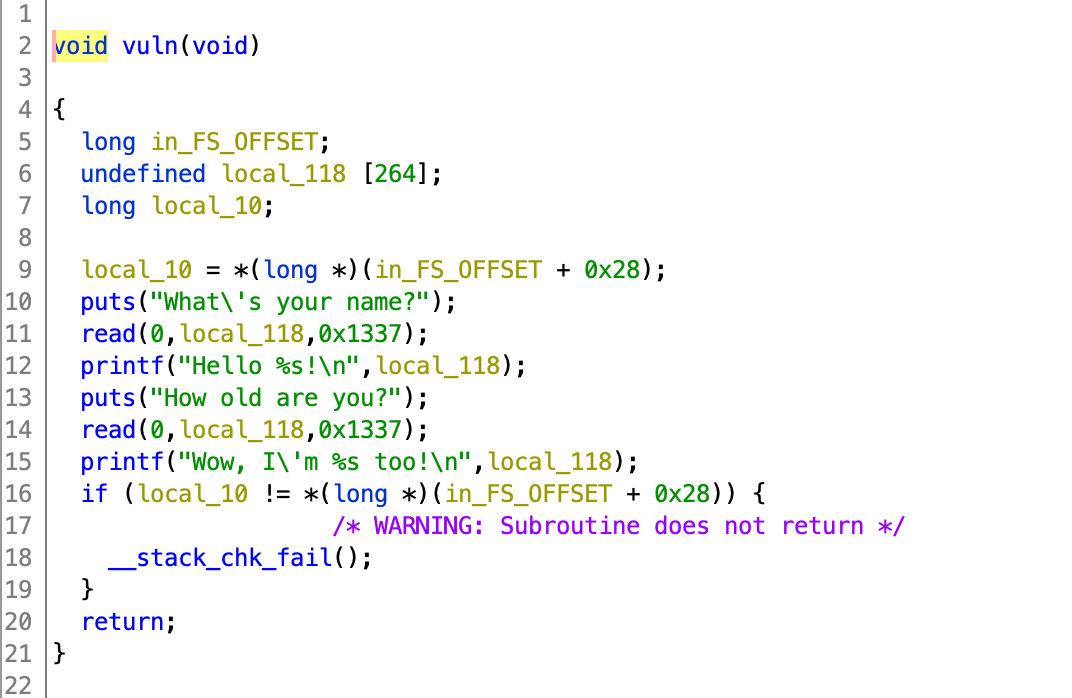 1
2 void vuln(void)
3
4 {
5 long in_FS_OFFSET;
6 undefined local_118 [264];
7 long local_10;
8
9 local_10 = *(long *)(in_FS_OFFSET + 0x28);
10 puts("What\'s your name?");
11 read(0,local_118,0x1337);
12 printf("Hello %s!\n",local_118);
13 puts("How old are you?");
14 read(0,local_118,0x1337);
15 printf("Wow, I\'m %s too!\n",local_118);
16 if (local_10 != *(long *)(in_FS_OFFSET + 0x28)) {
17 /* WARNING: Subroutine does not return */
18 __stack_chk_fail();
19 }
20 return;
21 }
22